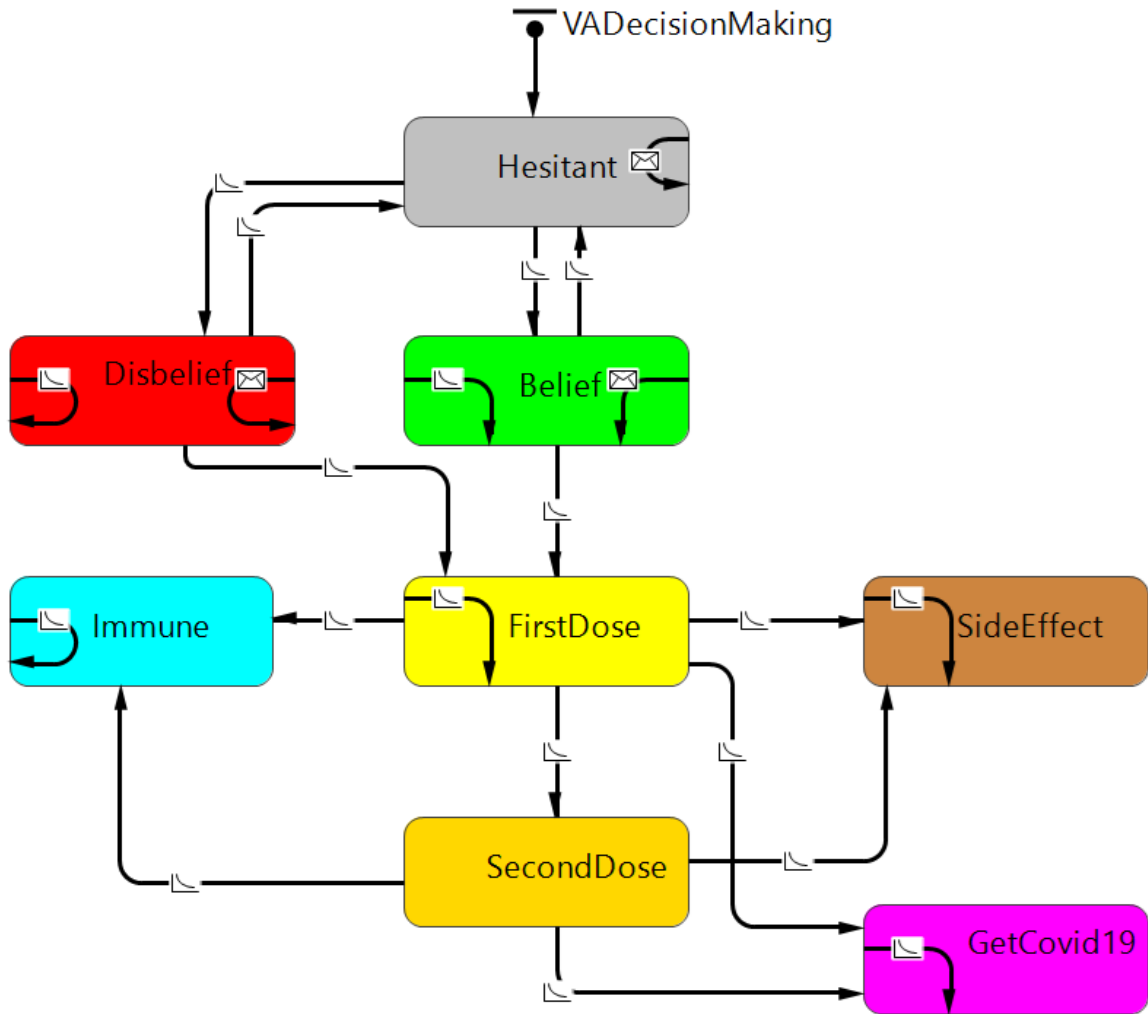 VADecisionMaking
Hesitant
Disbelief
Belief
Immune
FirstDose
SideEffect
SecondDose
GetCovid19